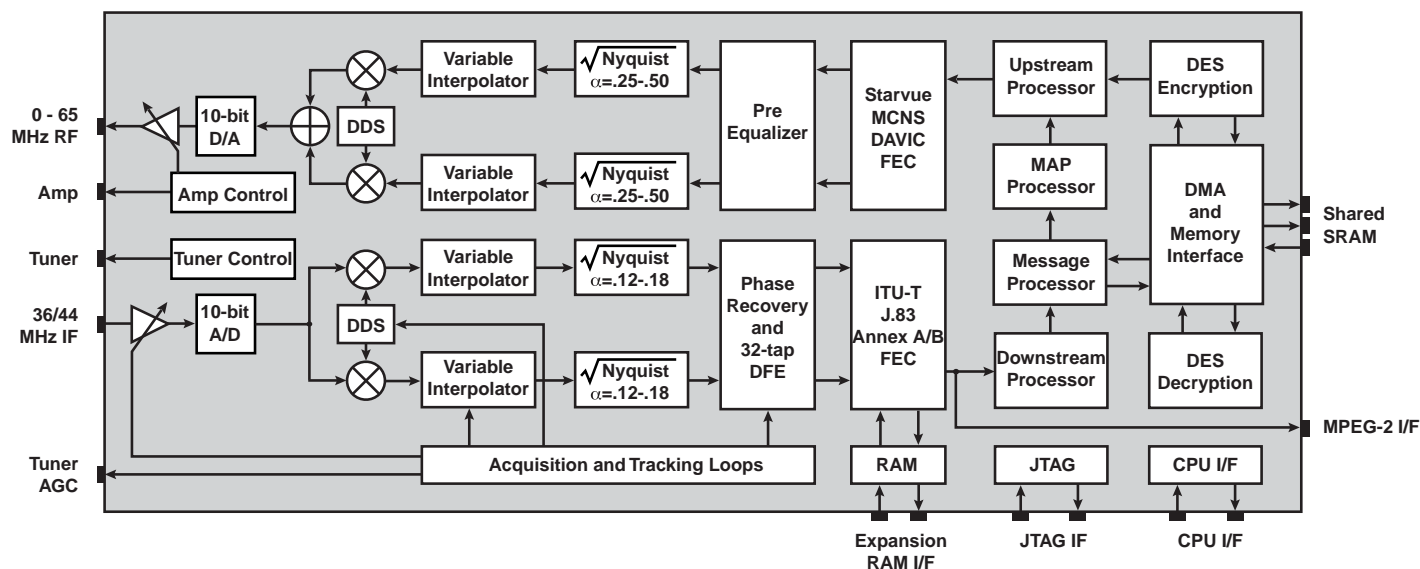 0 - 65
MHz RF
Amp
Tuner
36/44
MHz IF
Tuner
AGC
10-bit
D/A
Amp Control
Tuner Control
10-bit
A/D
DDS
DDS
Variable
Interpolator
Variable
Interpolator
Variable
Interpolator
Variable
Interpolator
√Nyquist
α=.25-.50
√Nyquist
α=.25-.50
√Nyquist
α=.12-.18
√Nyquist
α=.12-.18
Pre
Equalizer
Phase
Recovery
and
32-tap
DFE
Acquisition and Tracking Loops
Starvue
MCNS
DAVIC
FEC
ITU-T
J.83
Annex A/B
FEC
RAM
Expansion
RAM I/F
Upstream
Processor
MAP
Processor
Message
Processor
Downstream
Processor
JTAG
JTAG IF
DES
Encryption
DMA
and
Memory
Interface
DES
Decryption
CPU I/F
CPU I/F
Shared
SRAM
MPEG-2 I/F